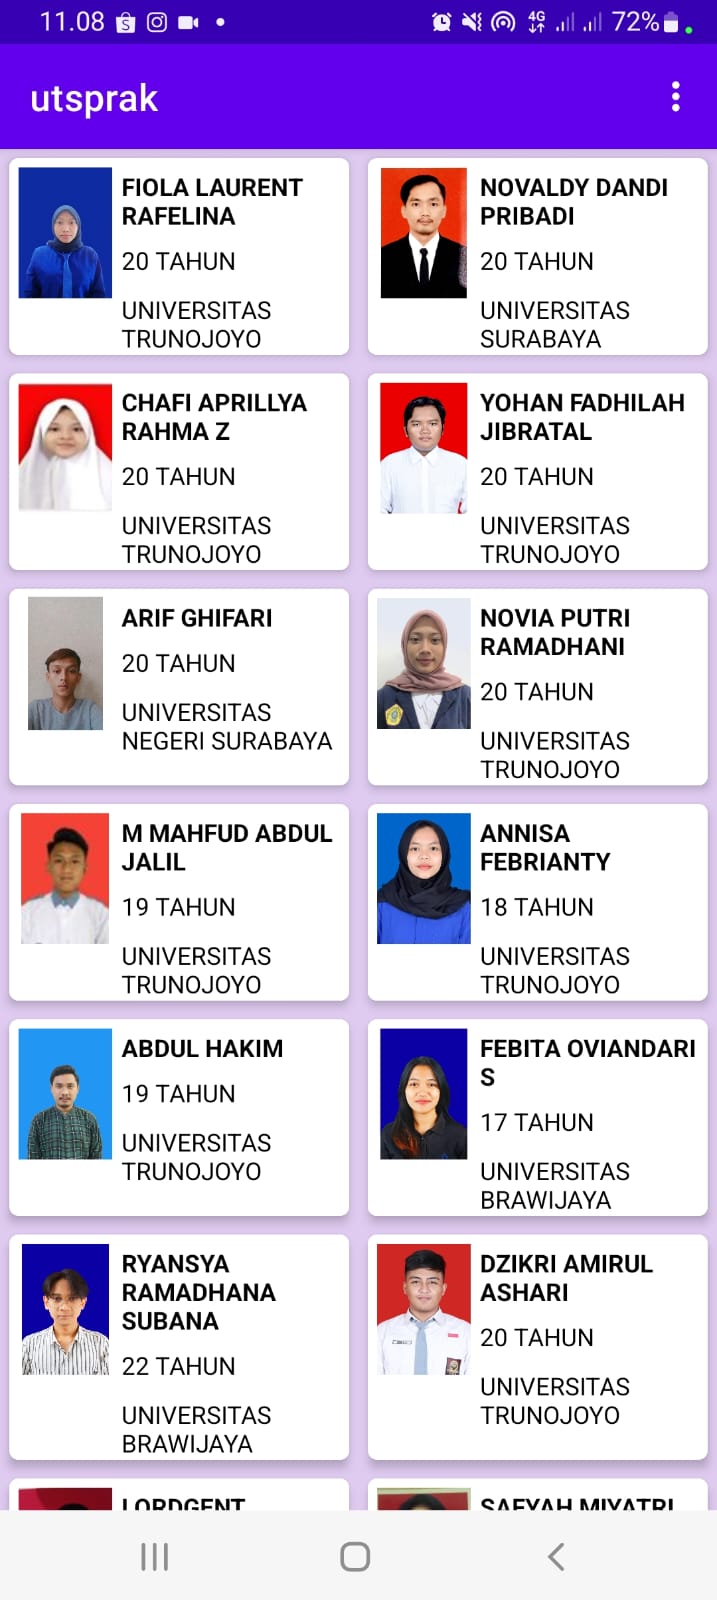 11.08
4G
72%
utsprak
FIOLA LAURENT
RAFELINA
20 TAHUN
UNIVERSITAS
TRUNOJOYO
NOVALDY DANDI
PRIBADI
20 TAHUN
UNIVERSITAS
SURABAYA
CHAFI APRILLYA
RAHMA Z
20 TAHUN
UNIVERSITAS
TRUNOJOYO
YOHAN FADHILAH
JIBRATAL
20 TAHUN
UNIVERSITAS
TRUNOJOYO
ARIF GHIFARI
20 TAHUN
UNIVERSITAS
NEGERI SURABAYA
NOVIA PUTRI
RAMADHANI
20 TAHUN
UNIVERSITAS
TRUNOJOYO
M MAHFUD ABDUL
JALIL
19 TAHUN
UNIVERSITAS
TRUNOJOYO
ANNISA
FEBRIANTY
18 TAHUN
UNIVERSITAS
TRUNOJOYO
ABDUL HAKIM
19 TAHUN
UNIVERSITAS
TRUNOJOYO
FEBITA OVIANDARI
S
17 TAHUN
UNIVERSITAS
BRAWIJAYA
RYANSYA
RAMADHANA
SUBANA
22 TAHUN
UNIVERSITAS
BRAWIJAYA
DZIKRI AMIRUL
ASHARI
20 TAHUN
UNIVERSITAS
TRUNOJOYO
LORDGENT
SAFYAH MIYATRI